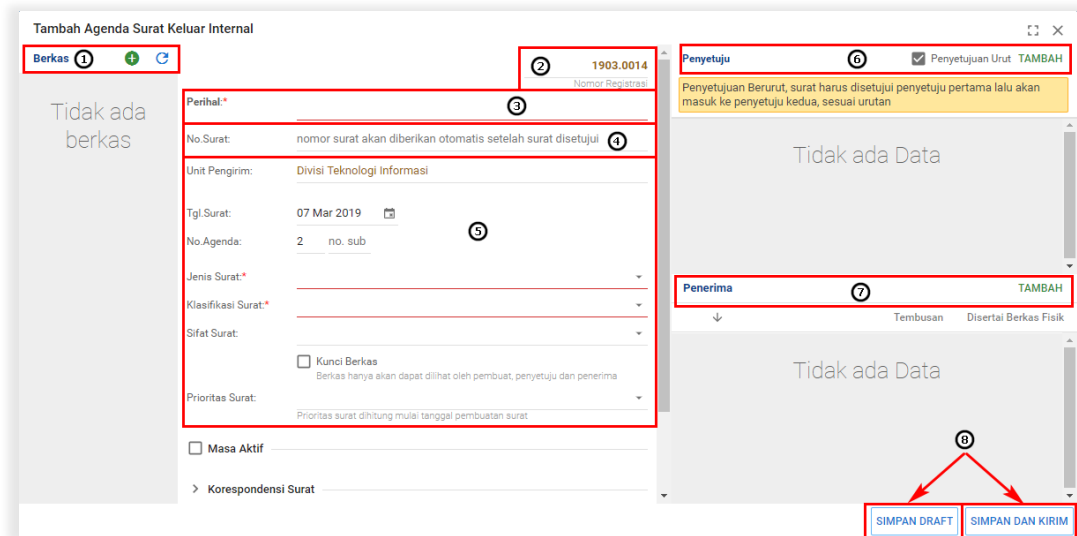 Tambah Agenda Surat Keluar Internal
Berkas 1
Tidak ada
berkas
2 1903.0014
Nomor Registrasi
Perihal:* 3
No.Surat: nomor surat akan diberikan otomatis setelah surat disetujui 4
Unit Pengirim: Divisi Teknologi Informasi
Tgl.Surat: 07 Mar 2019
5
No.Agenda: 2 no. sub
Jenis Surat:*
Klasifikasi Surat:*
Sifat Surat:
Kunci Berkas
Berkas hanya akan dapat dilihat oleh pembuat, penyetuju dan penerima
Prioritas Surat:
Prioritas surat dihitung mulai tanggal pembuatan surat
Masa Aktif
Korespondensi Surat
Penyetuju 6 Penyetujuan Urut TAMBAH
Penyetujuan Berurut, surat harus disetujui penyetuju pertama lalu akan
masuk ke penyetuju kedua, sesuai urutan
Tidak ada Data
Penerima 7 TAMBAH
Tembusan Disertai Berkas Fisik
Tidak ada Data
8
SIMPAN DRAFT SIMPAN DAN KIRIM